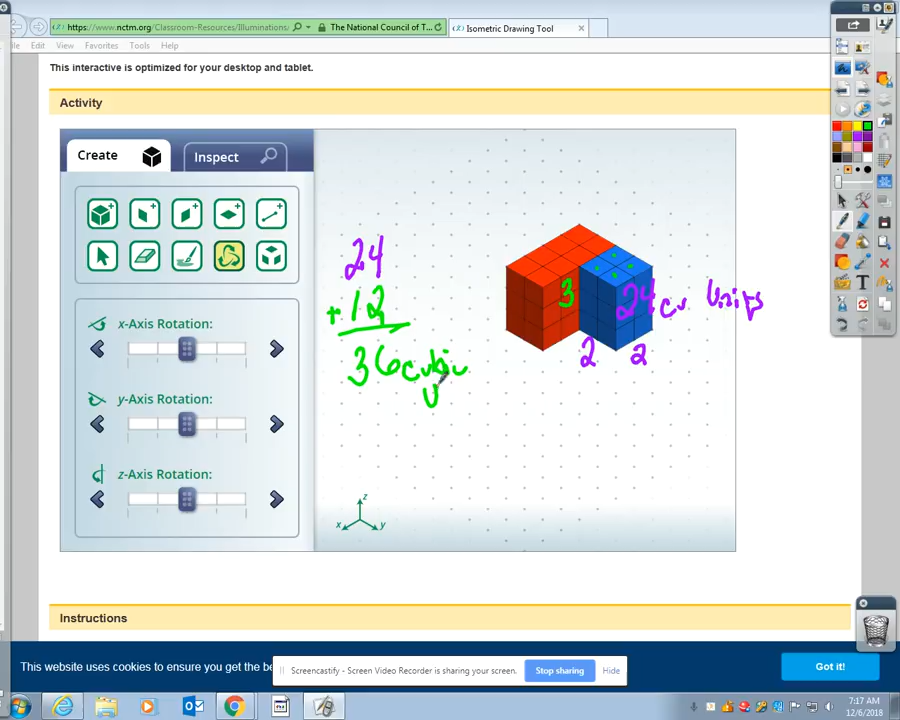 https://www.nctm.org/Classroom-Resources/Illuminations/
The National Council of T...
Isometric Drawing Tool
Edit View Favorites Tools Help
This interactive is optimized for your desktop and tablet.
Activity
Create
Inspect
x-Axis Rotation:
y-Axis Rotation:
z-Axis Rotation:
24
+12
36 cubic
U
3
24 cu Units
2 2
z
x y
Instructions
This website uses cookies to ensure you get the be
Got it!
Screencastify - Screen Video Recorder is sharing your screen.
Stop sharing
Hide
7:17 AM
12/6/2018